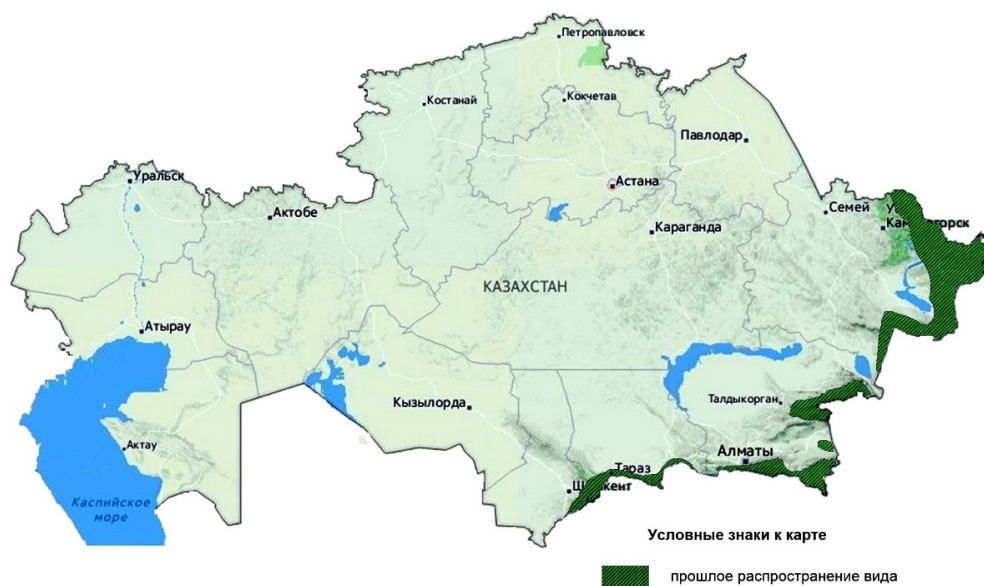 Петропавловск
Костанай
Кокчетав
Павлодар
Уральск
Астана
Актобе
Семей
У
Караганда
КАЗАХСТАН
Атырау
Кызылорда
Талдыкорган
Актау
Алматы
Тараз
Каспийское
море
Условные знаки к карте
прошлое распространение вида